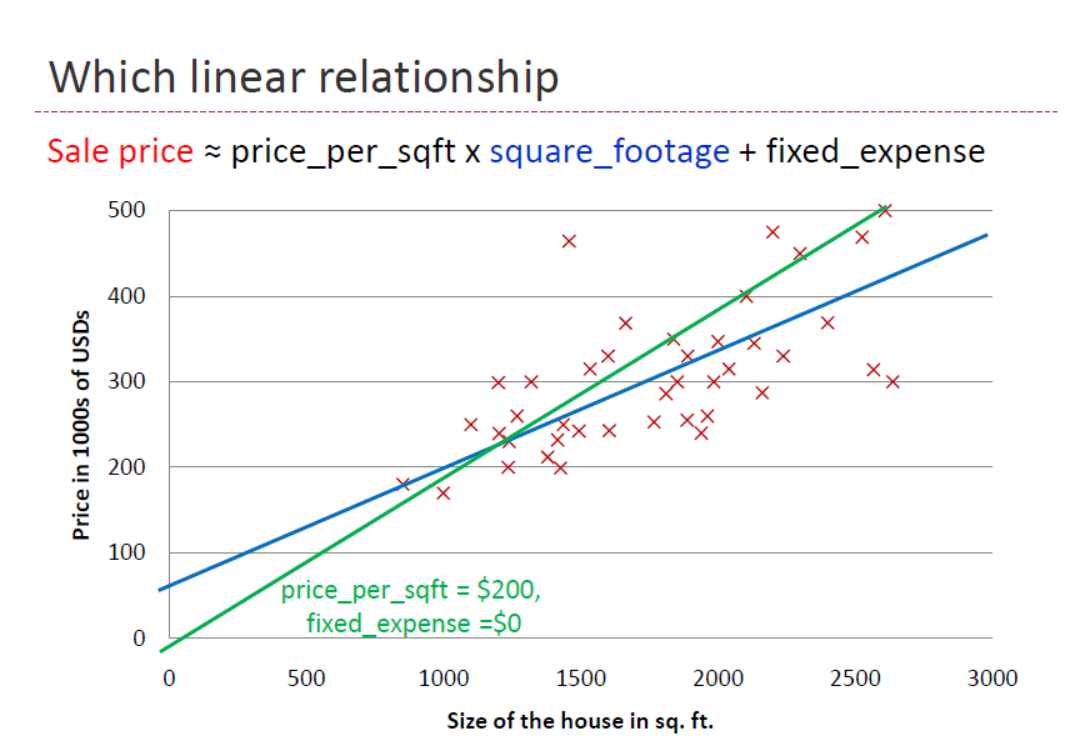 Which linear relationship
Sale price ≈ price_per_sqft x square_footage + fixed_expense
500
400
300
200
100
0
Price in 1000s of USDs
price_per_sqft = $200,
fixed_expense =$0
0 500 1000 1500 2000 2500 3000
Size of the house in sq. ft.